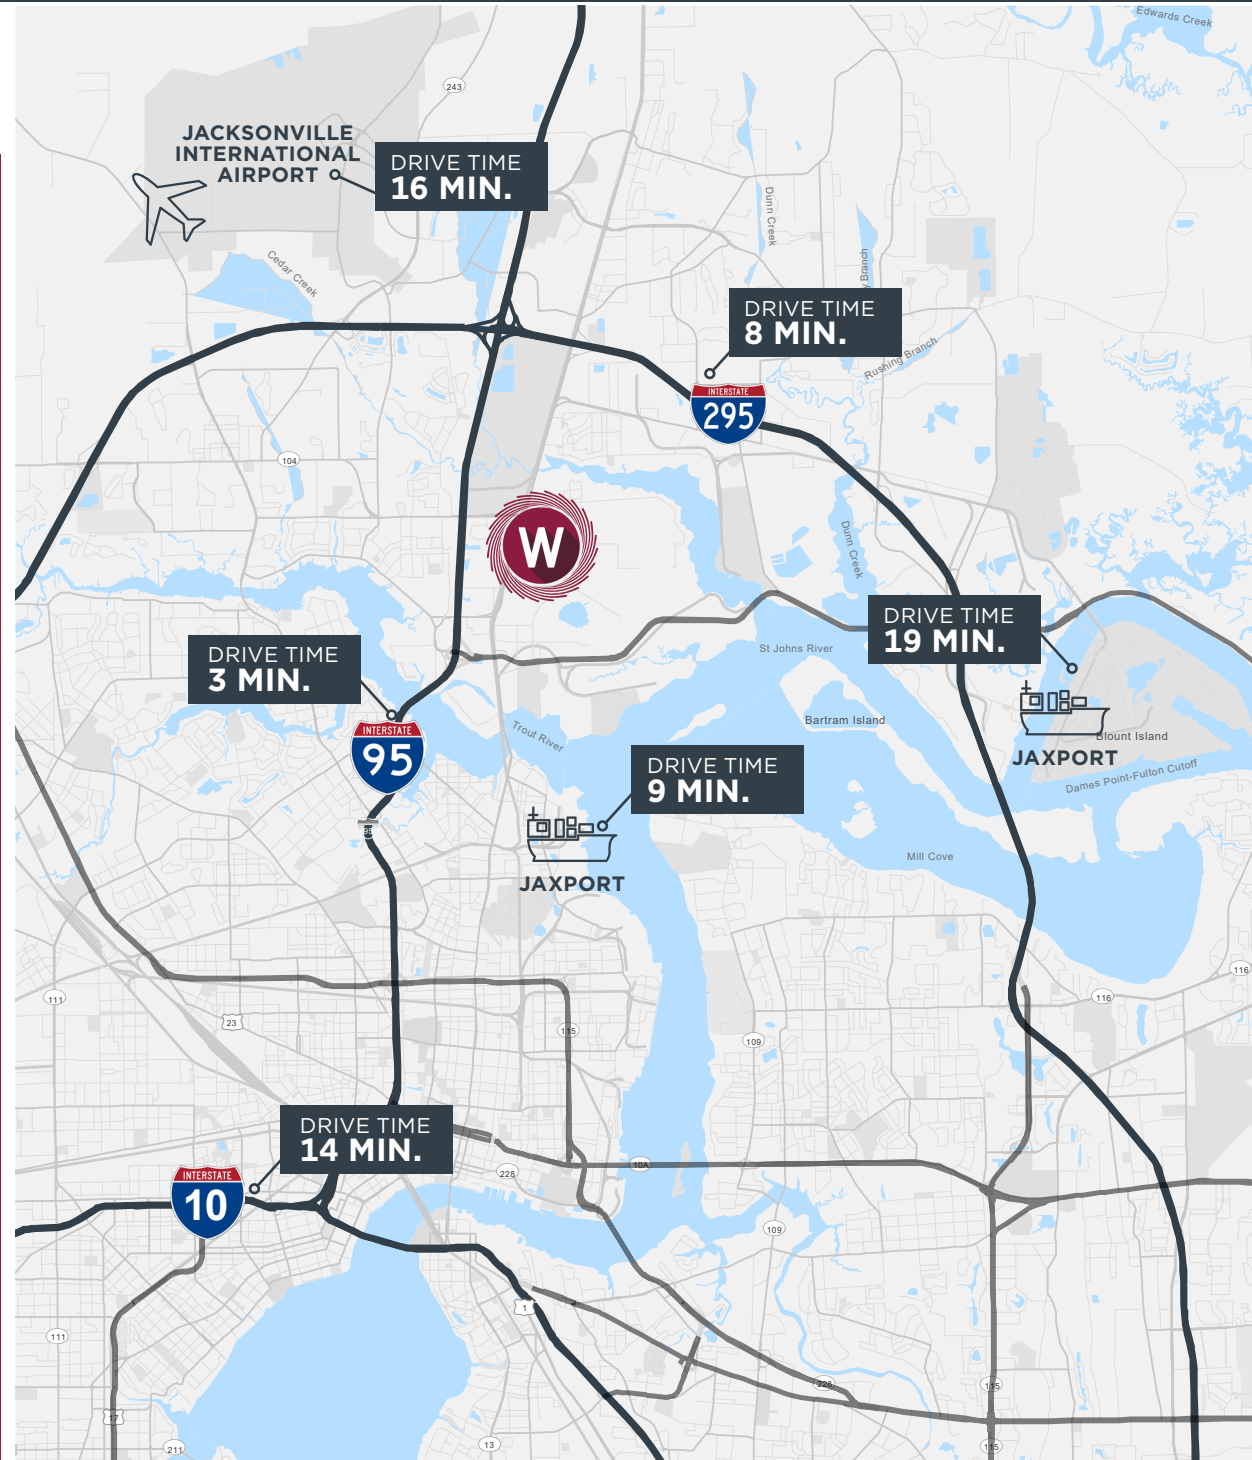 Edwards Creek
243
JACKSONVILLE
INTERNATIONAL
AIRPORT
DRIVE TIME
16 MIN.
Dunn Creek
Cedar Creek
Branch
DRIVE TIME
8 MIN.
Rushing Branch
INTERSTATE
295
104
W
Dunn Creek
DRIVE TIME
19 MIN.
DRIVE TIME
3 MIN.
St Johns River
Bartram Island
Trout River
INTERSTATE
95
Blount Island
JAXPORT
DRIVE TIME
9 MIN.
Dames Point-Fulton Cutoff
95
JAXPORT
Mill Cove
116
111
116
23
115
109
DRIVE TIME
14 MIN.
10A
228
INTERSTATE
10
109
1
111
228
115
17
211
13
115